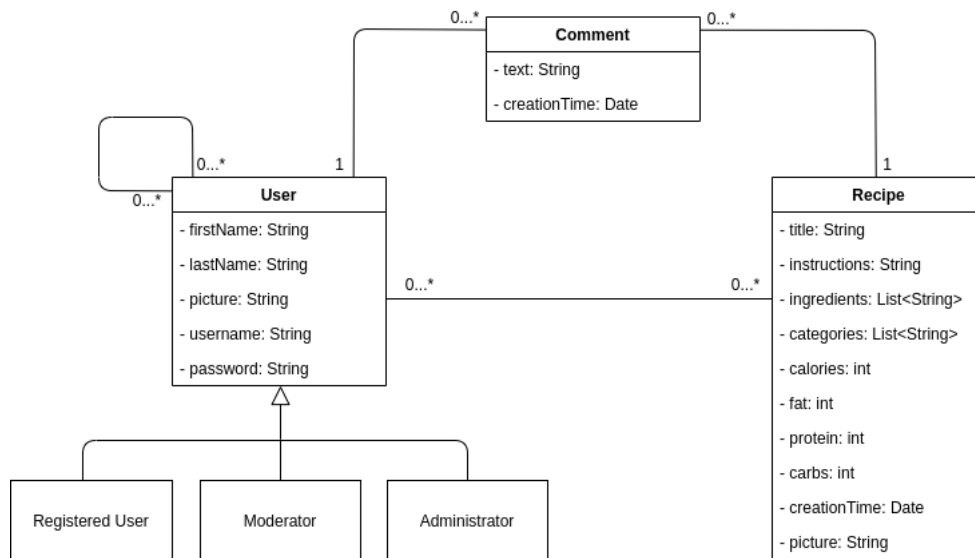 0...*
Comment
0...*
- text: String
- creationTime: Date
0...*
1
1
0...*
User
Recipe
- firstName: String
- title: String
- lastName: String
- instructions: String
- picture: String
0...*
0...*
- ingredients: List<String>
- username: String
- categories: List<String>
- password: String
- calories: int
- fat: int
- protein: int
- carbs: int
- creationTime: Date
- picture: String
Registered User
Moderator
Administrator